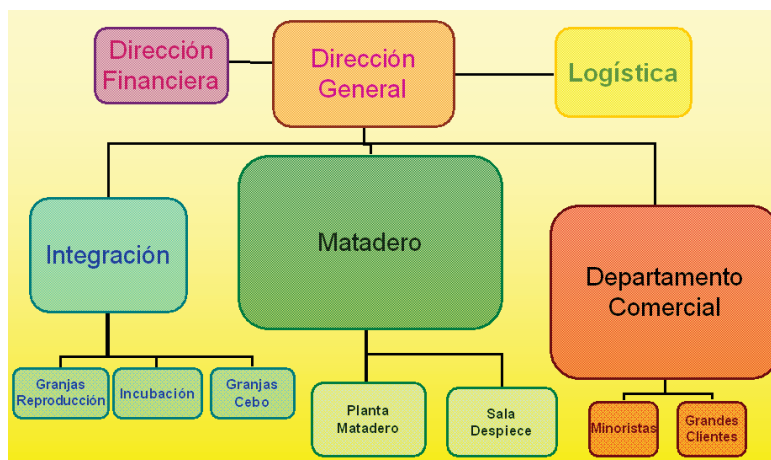 Dirección
Financiera
Dirección
General
Logística
Integración
Matadero
Departamento
Comercial
Granjas
Reproducción
Incubación
Granjas
Cebo
Planta
Matadero
Sala
Despiece
Minoristas
Grandes
Clientes